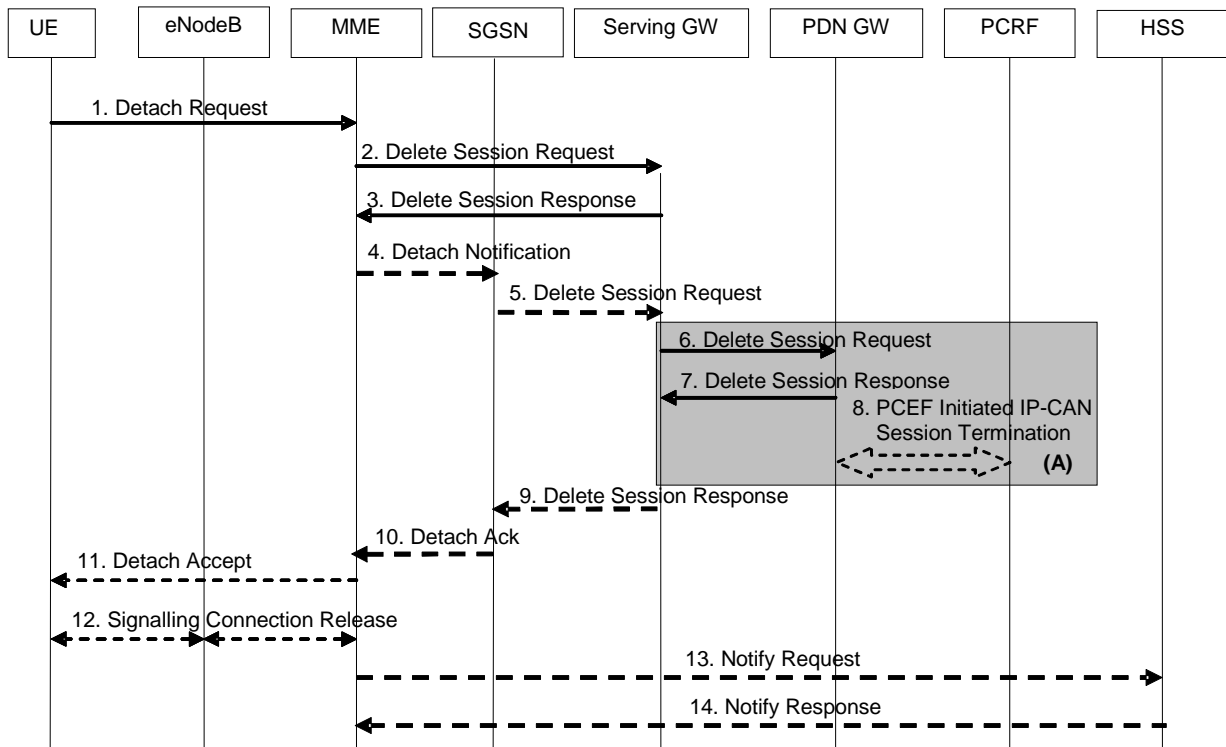 UE
eNodeB
MME
SGSN
Serving GW
PDN GW
PCRF
HSS
1. Detach Request
2. Delete Session Request
3. Delete Session Response
4. Detach Notification
5. Delete Session Request
6. Delete Session Request
7. Delete Session Response
8. PCEF Initiated IP-CAN
Session Termination
(A)
9. Delete Session Response
10. Detach Ack
11. Detach Accept
12. Signalling Connection Release
13. Notify Request
14. Notify Response